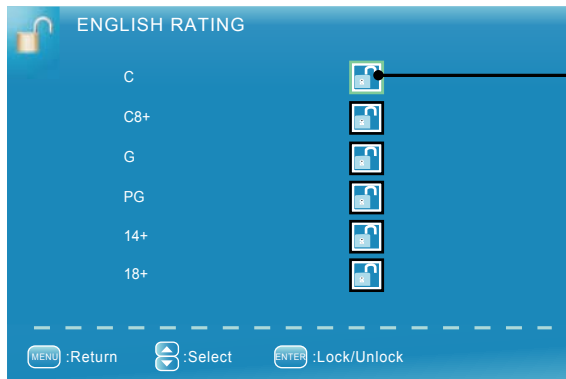 ENGLISH RATING
C
C8+
G
PG
14+
18+
MENU :Return ENTER :Select :Lock/Unlock